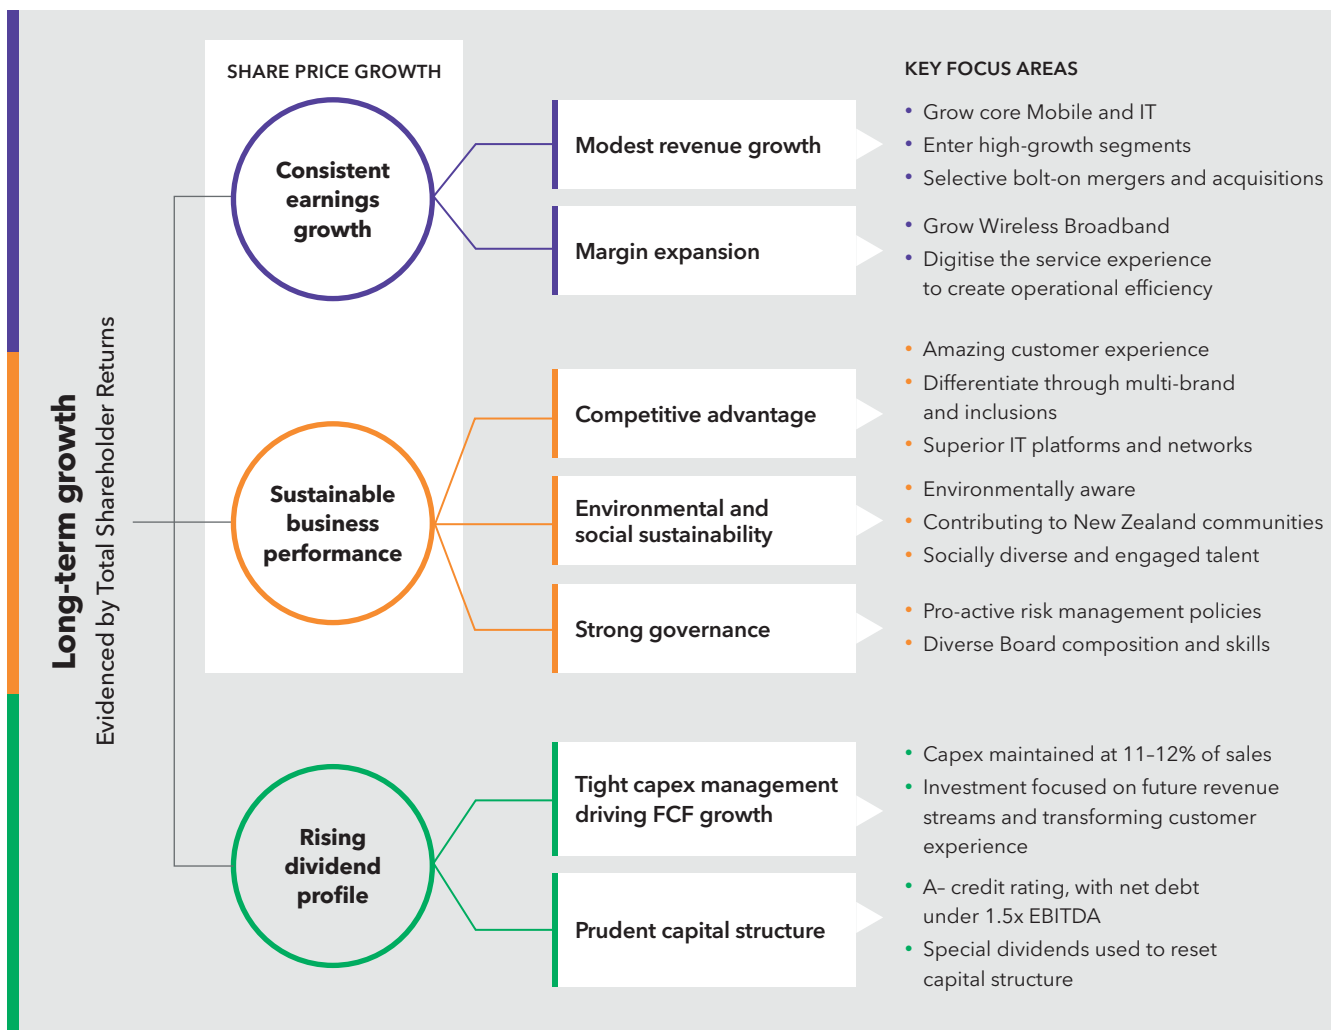 Long-term growth
Evidenced by Total Shareholder Returns
SHARE PRICE GROWTH
KEY FOCUS AREAS
Consistent
earnings
growth
Modest revenue growth
• Grow core Mobile and IT
• Enter high-growth segments
• Selective bolt-on mergers and acquisitions
Margin expansion
• Grow Wireless Broadband
• Digitise the service experience
to create operational efficiency
Sustainable
business
performance
Competitive advantage
• Amazing customer experience
• Differentiate through multi-brand
and inclusions
• Superior IT platforms and networks
Environmental and
social sustainability
• Environmentally aware
• Contributing to New Zealand communities
• Socially diverse and engaged talent
Strong governance
• Pro-active risk management policies
• Diverse Board composition and skills
Rising
dividend
profile
Tight capex management
driving FCF growth
• Capex maintained at 11–12% of sales
• Investment focused on future revenue
streams and transforming customer
experience
Prudent capital structure
• A– credit rating, with net debt
under 1.5x EBITDA
• Special dividends used to reset
capital structure